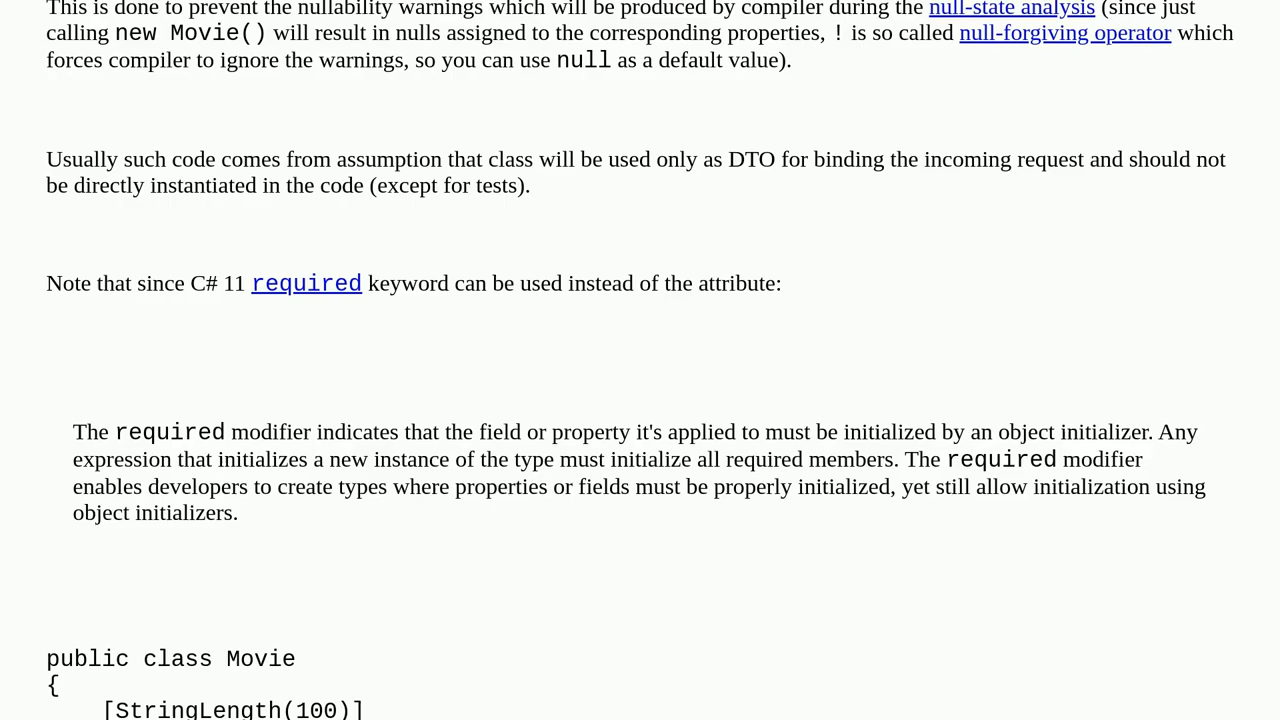 This is done to prevent the nullability warnings which will be produced by compiler during the null-state analysis (since just
calling new Movie() will result in nulls assigned to the corresponding properties, ! is so called null-forgiving operator which
forces compiler to ignore the warnings, so you can use null as a default value).
Usually such code comes from assumption that class will be used only as DTO for binding the incoming request and should not
be directly instantiated in the code (except for tests).
Note that since C# 11 required keyword can be used instead of the attribute:
The required modifier indicates that the field or property it's applied to must be initialized by an object initializer. Any
expression that initializes a new instance of the type must initialize all required members. The required modifier
enables developers to create types where properties or fields must be properly initialized, yet still allow initialization using
object initializers.
public class Movie
{
    [StringLength(100)]